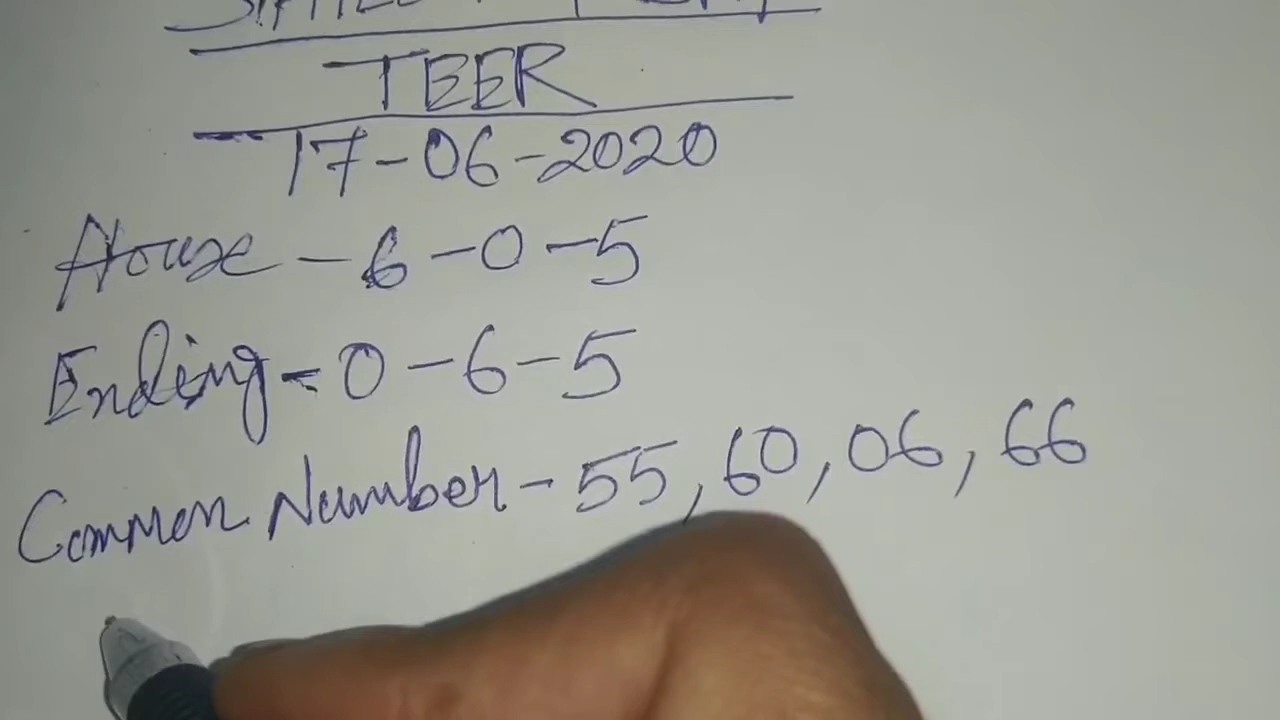 TEER
17-06-2020
House - 6-0-5
Ending - 0-6-5
Common Number - 55, 60, 06, 66